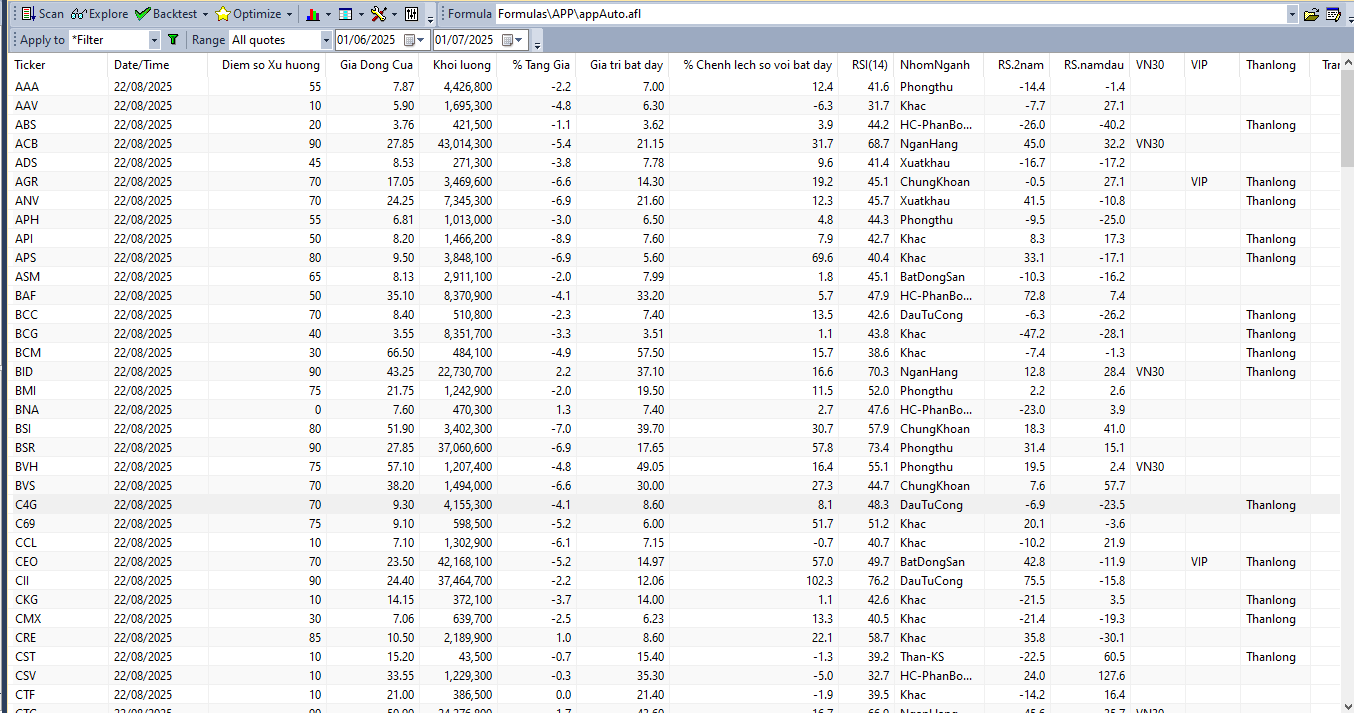 Scan Explore Backtest Optimize Formula Formulas\APP\appAuto.afl
Apply to *Filter Range All quotes 01/06/2025 01/07/2025
Ticker Date/Time Diem so Xu huong Gia Dong Cua Khoi luong % Tang Gia Gia tri bat day % Chenh lech so voi bat day RSI(14) NhomNganh RS.2nam RS.namdau VN30 VIP Thanlong Trar
AAA 22/08/2025 55 7.87 4,426,800 -2.2 7.00 12.4 41.6 Phongthu -14.4 -1.4
AAV 22/08/2025 10 5.90 1,695,300 -4.8 6.30 -6.3 31.7 Khac -7.7 27.1
ABS 22/08/2025 20 3.76 421,500 -1.1 3.62 3.9 44.2 HC-PhanBo... -26.0 -40.2 Thanlong
ACB 22/08/2025 90 27.85 43,014,300 -5.4 21.15 31.7 68.7 NganHang 45.0 32.2 VN30
ADS 22/08/2025 45 8.53 271,300 -3.8 7.78 9.6 41.4 Xuatkhau -16.7 -17.2
AGR 22/08/2025 70 17.05 3,469,600 -6.6 14.30 19.2 45.1 ChungKhoan -0.5 27.1 VIP Thanlong
ANV 22/08/2025 70 24.25 7,345,300 -6.9 21.60 12.3 45.7 Xuatkhau 41.5 -10.8 Thanlong
APH 22/08/2025 55 6.81 1,013,000 -3.0 6.50 4.8 44.3 Phongthu -9.5 -25.0
API 22/08/2025 50 8.20 1,466,200 -8.9 7.60 7.9 42.7 Khac 8.3 17.3 Thanlong
APS 22/08/2025 80 9.50 3,848,100 -6.9 5.60 69.6 40.4 Khac 33.1 -17.1 Thanlong
ASM 22/08/2025 65 8.13 2,911,100 -2.0 7.99 1.8 45.1 BatDongSan -10.3 -16.2
BAF 22/08/2025 50 35.10 8,370,900 -4.1 33.20 5.7 47.9 HC-PhanBo... 72.8 7.4
BCC 22/08/2025 70 8.40 510,800 -2.3 7.40 13.5 42.6 DauTuCong -6.3 -26.2 Thanlong
BCG 22/08/2025 40 3.55 8,351,700 -3.3 3.51 1.1 43.8 Khac -47.2 -28.1 Thanlong
BCM 22/08/2025 30 66.50 484,100 -4.9 57.50 15.7 38.6 Khac -7.4 -1.3 Thanlong
BID 22/08/2025 90 43.25 22,730,700 2.2 37.10 16.6 70.3 NganHang 12.8 28.4 VN30 Thanlong
BMI 22/08/2025 75 21.75 1,242,900 -2.0 19.50 11.5 52.0 Phongthu 2.2 2.6
BNA 22/08/2025 0 7.60 470,300 1.3 7.40 2.7 47.6 HC-PhanBo... -23.0 3.9
BSI 22/08/2025 80 51.90 3,402,300 -7.0 39.70 30.7 57.9 ChungKhoan 18.3 41.0
BSR 22/08/2025 90 27.85 37,060,600 -6.9 17.65 57.8 73.4 Phongthu 31.4 15.1
BVH 22/08/2025 75 57.10 1,207,400 -4.8 49.05 16.4 55.1 Phongthu 19.5 2.4 VN30
BVS 22/08/2025 70 38.20 1,494,000 -6.6 30.00 27.3 44.7 ChungKhoan 7.6 57.7
C4G 22/08/2025 70 9.30 4,155,300 -4.1 8.60 8.1 48.3 DauTuCong -6.9 -23.5 Thanlong
C69 22/08/2025 75 9.10 598,500 -5.2 6.00 51.7 51.2 Khac 20.1 -3.6
CCL 22/08/2025 10 7.10 1,302,900 -6.1 7.15 -0.7 40.7 Khac -10.2 21.9
CEO 22/08/2025 70 23.50 42,168,100 -5.2 14.97 57.0 49.7 BatDongSan 42.8 -11.9 VIP Thanlong
CII 22/08/2025 90 24.40 37,464,700 -2.2 12.06 102.3 76.2 DauTuCong 75.5 -15.8
CKG 22/08/2025 10 14.15 372,100 -3.7 14.00 1.1 42.6 Khac -21.5 3.5 Thanlong
CMX 22/08/2025 30 7.06 639,700 -2.5 6.23 13.3 40.5 Khac -21.4 -19.3 Thanlong
CRE 22/08/2025 85 10.50 2,189,900 1.0 8.60 22.1 58.7 Khac 35.8 -30.1
CST 22/08/2025 10 15.20 43,500 -0.7 15.40 -1.3 39.2 Than-KS -22.5 60.5 Thanlong
CSV 22/08/2025 10 33.55 1,229,300 -0.3 35.30 -5.0 32.7 HC-PhanBo... 24.0 127.6
CTF 22/08/2025 10 21.00 386,500 0.0 21.40 -1.9 39.5 Khac -14.2 16.4